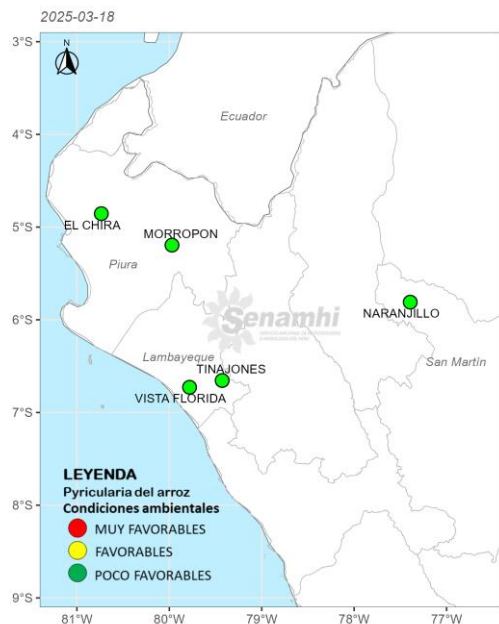 2025-03-18
3°S
N
4°S
Ecuador
5°S
EL CHIRA
MORROPON
Piura
6°S
Senamhi
NARANJILLO
Lambayeque
TINAJONES
San Martín
VISTA FLORIDA
7°S
LEYENDA
Pyricularia del arroz
Condiciones ambientales
8°S
MUY FAVORABLES
FAVORABLES
POCO FAVORABLES
9°S
81°W 80°W 79°W 78°W 77°W